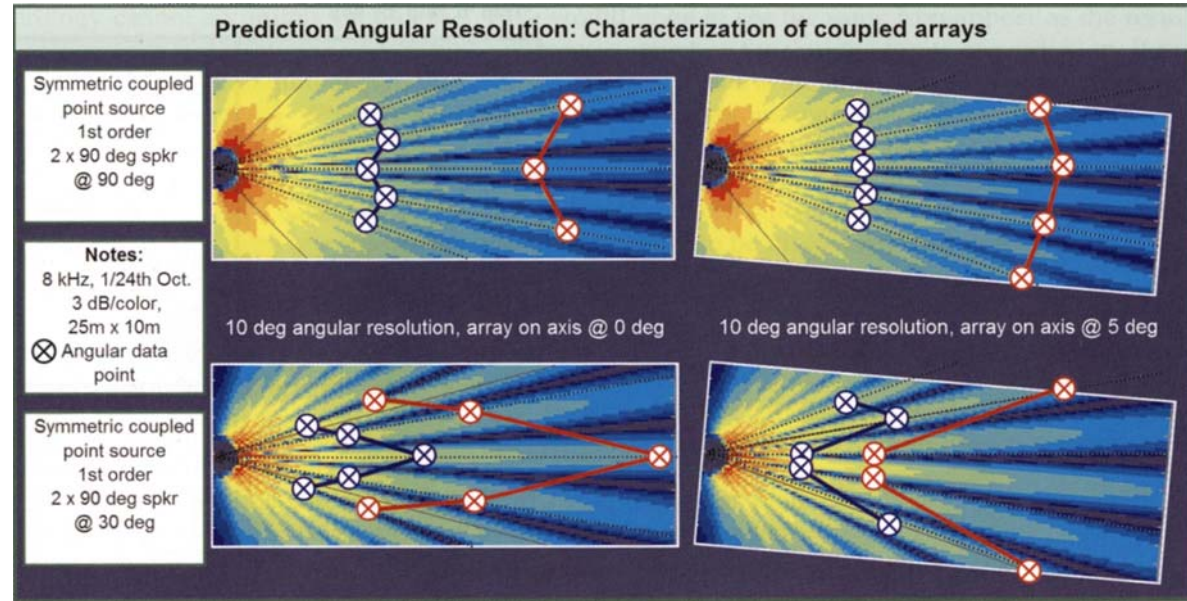 Prediction Angular Resolution: Characterization of coupled arrays
Symmetric coupled
point source
1st order
2 x 90 deg spkr
@ 90 deg
Notes:
8 kHz, 1/24th Oct.
3 dB/color,
25m x 10m
Angular data
point
10 deg angular resolution, array on axis @ 0 deg
10 deg angular resolution, array on axis @ 5 deg
Symmetric coupled
point source
1st order
2 x 90 deg spkr
@ 30 deg